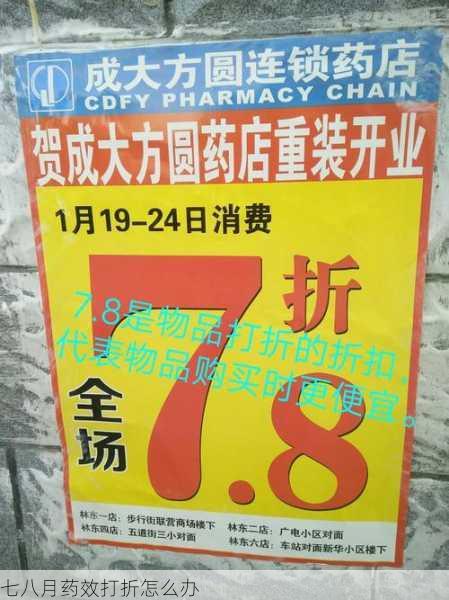 成大方圆连锁药店
CDFY PHARMACY CHAIN
贺成大方圆药店重装开业
1月19-24日消费
7.8折
7.8是物品打折的折扣，
代表物品购买时更便宜。
全场
林东一店：步行街联营商场楼下
林东二店：广电小区对面
林东四店：五道街三小对面
林东六店：车站对面新华小区楼下
七八月药效打折怎么办